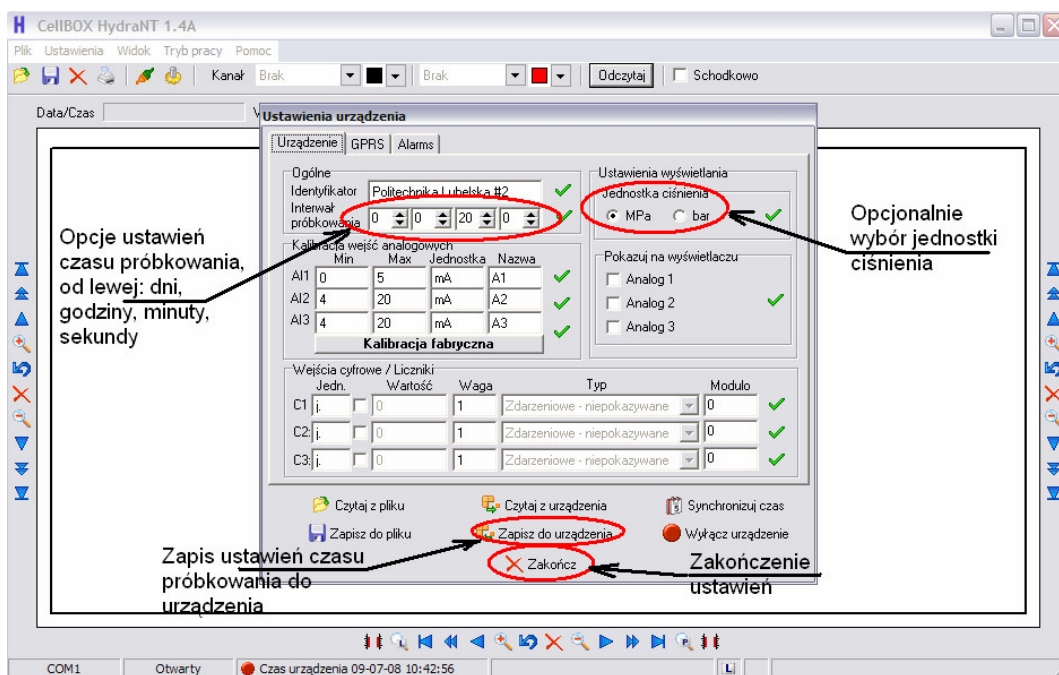 CellBOX HydraNT 1.4A
Plik Ustawienia Widok Tryb pracy Pomoc
Kanał Brak Brak Odczytaj Schodkowo
Data/Czas
Ustawienia urządzenia
Urządzenie GPRS Alarms
Ogólne
Identyfikator Politechnika Lubelska #2
Interwał
próbkowania 0 0 20 0
Ustawienia wyświetlania
Jednostka ciśnienia
MPa bar
Opcjonalnie
wybór jednostki
ciśnienia
Opcje ustawień
czasu próbkowania,
od lewej: dni,
godziny, minuty,
sekundy
Kalibracja wejść analogowych
Min Max Jednostka Nazwa
AI1 0 5 mA A1
AI2 4 20 mA A2
AI3 4 20 mA A3
Kalibracja fabryczna
Pokazuj na wyświetlaczu
Analog 1
Analog 2
Analog 3
Wejścia cyfrowe / Liczniki
Jedn. Wartość Waga Typ Modulo
C1 j. 0 1 Zdarzeniowe - niepokazywane 0
C2: j. 0 1 Zdarzeniowe - niepokazywane 0
C3: j. 0 1 Zdarzeniowe - niepokazywane 0
Czytaj z pliku Czytaj z urządzenia Synchronizuj czas
Zapisz do pliku Zapisz do urządzenia Wyłącz urządzenie
Zakończ
Zapis ustawień czasu
próbkowania do
urządzenia
Zakończenie
ustawień
COM1 Otwarty Czas urządzenia 09-07-08 10:42:56 L